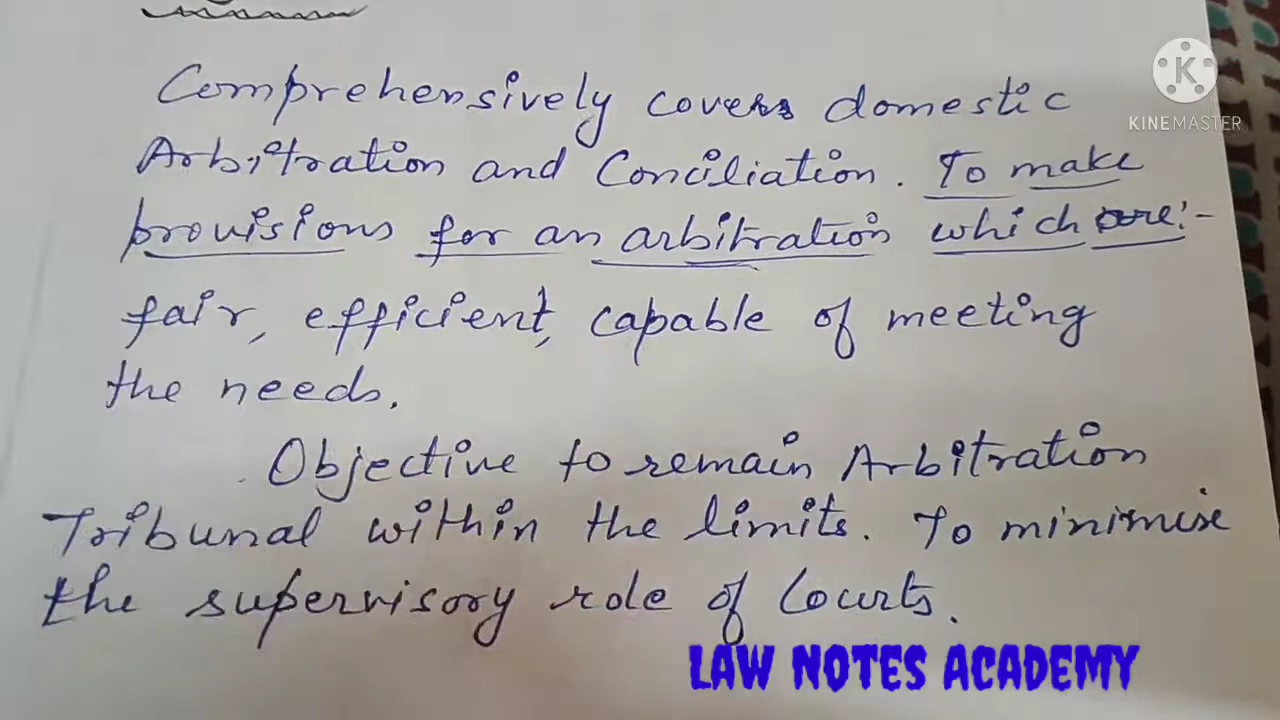 Comprehensively covers domestic
Arbitration and Conciliation. To make
provisions for an arbitration which are:-
fair, efficient, capable of meeting
the needs.
Objective to remain Arbitration
Tribunal within the limits. To minimise
the supervisory role of Courts.
K
KINEMASTER
LAW NOTES ACADEMY